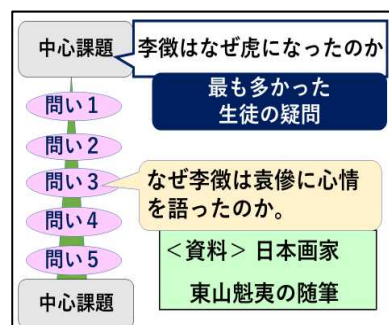 中心課題
李徴はなぜ虎になったのか
最も多かった
生徒の疑問
問い1
問い2
問い3
なぜ李徴は袁傪に心情
を語ったのか。
問い4
問い5
＜資料＞日本画家
東山魁夷の随筆
中心課題